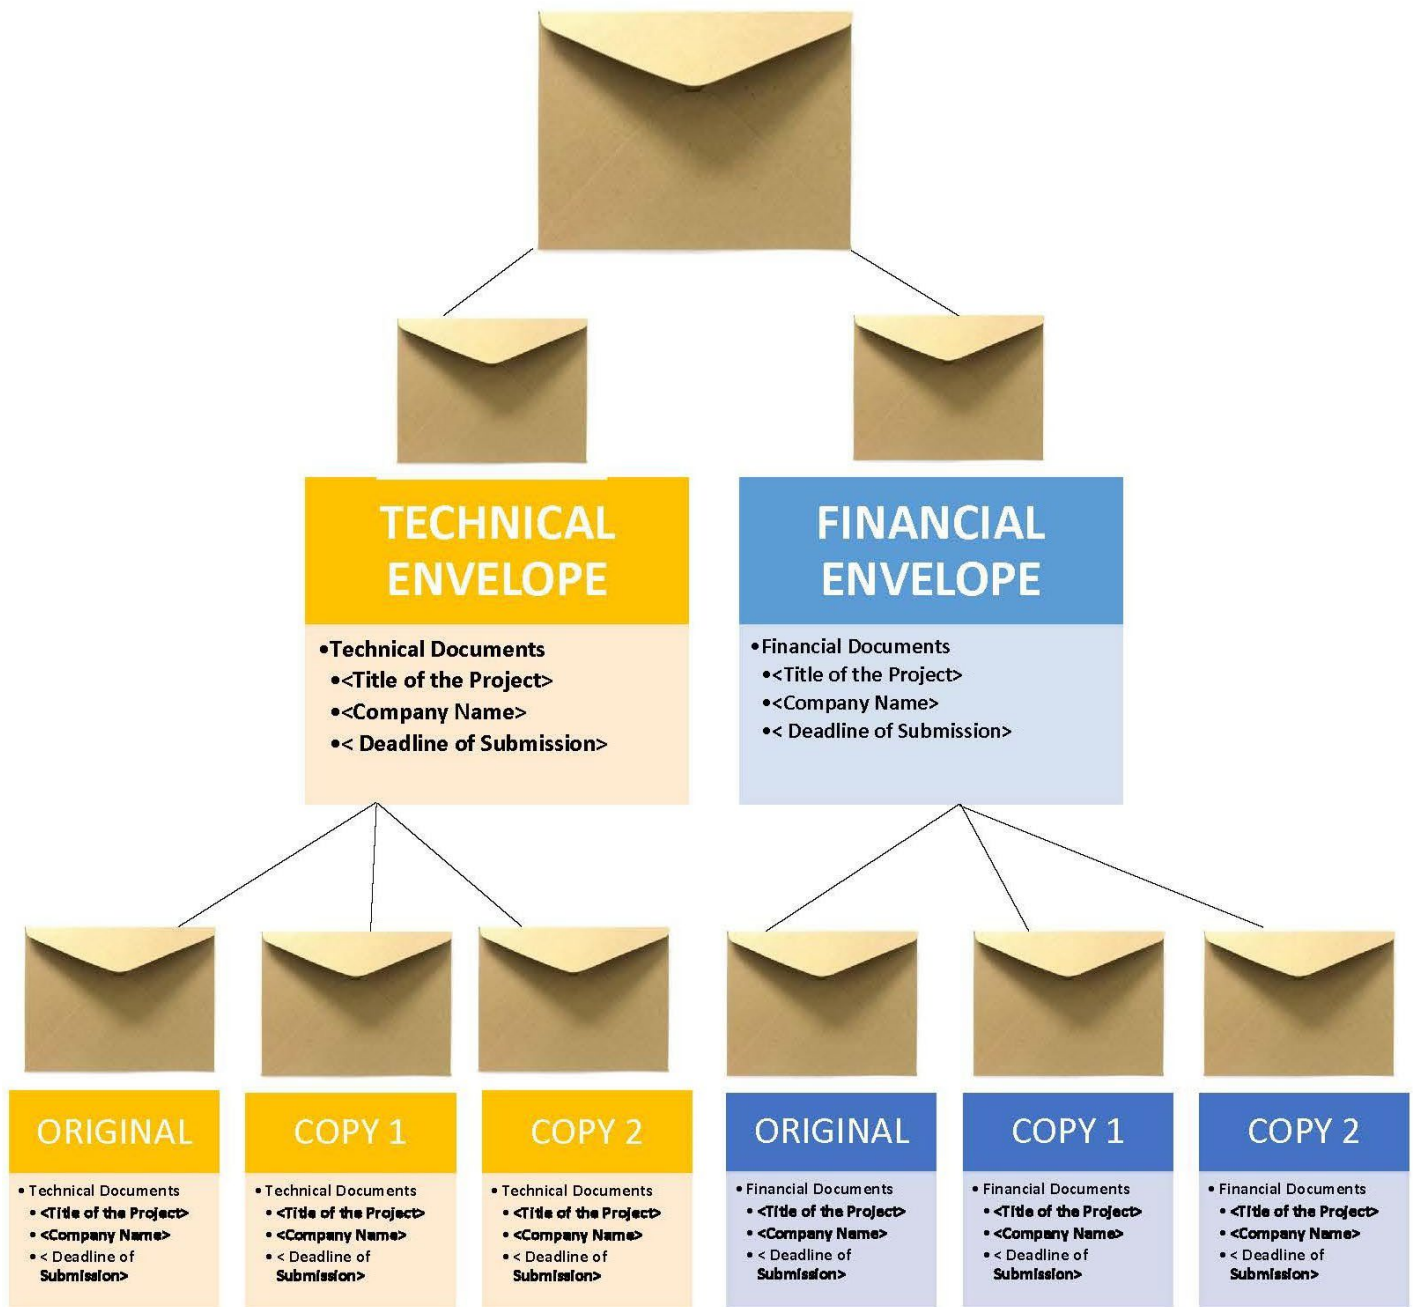 TECHNICAL
ENVELOPE
•Technical Documents
•<Title of the Project>
•<Company Name>
•< Deadline of Submission>
FINANCIAL
ENVELOPE
•Financial Documents
•<Title of the Project>
•<Company Name>
•< Deadline of Submission>
ORIGINAL
• Technical Documents
• <Title of the Project>
• <Company Name>
• < Deadline of
Submission>
COPY 1
• Technical Documents
• <Title of the Project>
• <Company Name>
• < Deadline of
Submission>
COPY 2
• Technical Documents
• <Title of the Project>
• <Company Name>
• < Deadline of
Submission>
ORIGINAL
• Financial Documents
• <Title of the Project>
• <Company Name>
• < Deadline of
Submission>
COPY 1
• Financial Documents
• <Title of the Project>
• <Company Name>
• < Deadline of
Submission>
COPY 2
• Financial Documents
• <Title of the Project>
• <Company Name>
• < Deadline of
Submission>